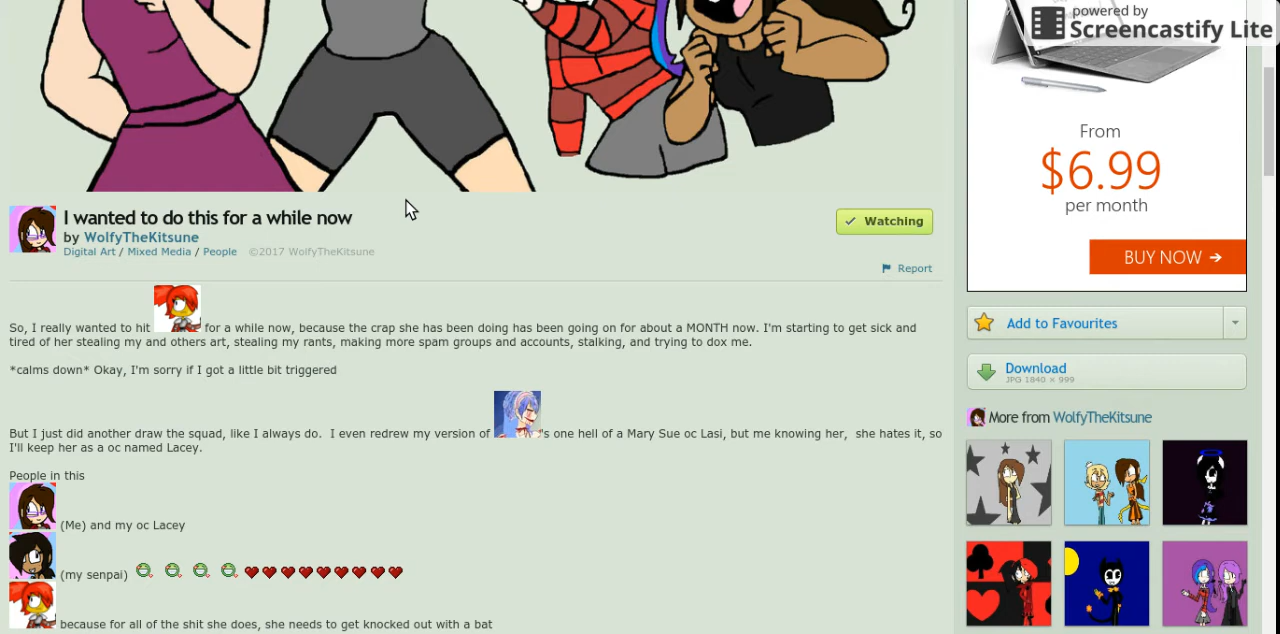 powered by
Screencastify Lite
From
$6.99
per month
BUY NOW
I wanted to do this for a while now
by WolfyTheKitsune
Digital Art / Mixed Media / People ©2017 WolfyTheKitsune
Watching
Report
So, I really wanted to hit for a while now, because the crap she has been doing has been going on for about a MONTH now. I'm starting to get sick and
tired of her stealing my and others art, stealing my rants, making more spam groups and accounts, stalking, and trying to dox me.
*calms down* Okay, I'm sorry if I got a little bit triggered
But I just did another draw the squad, like I always do. I even redrew my version of 's one hell of a Mary Sue oc Lasi, but me knowing her, she hates it, so
I'll keep her as a oc named Lacey.
People in this
(Me) and my oc Lacey
(my senpai)
because for all of the shit she does, she needs to get knocked out with a bat
Add to Favourites
Download
JPG 1840 × 999
More from WolfyTheKitsune